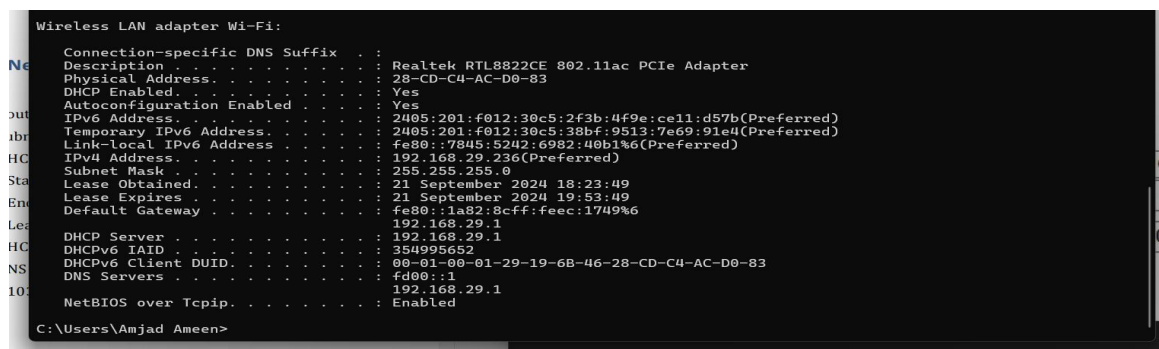 Wireless LAN adapter Wi-Fi:
Connection-specific DNS Suffix . :
Description . . . . . . . . . . . : Realtek RTL8822CE 802.11ac PCIe Adapter
Physical Address. . . . . . . . . : 28-CD-C4-AC-D0-83
DHCP Enabled. . . . . . . . . . . : Yes
Autoconfiguration Enabled . . . . : Yes
IPv6 Address. . . . . . . . . . . : 2405:201:f012:30c5:2f3b:4f9e:ce11:d57b(Preferred)
Temporary IPv6 Address. . . . . . : 2405:201:f012:30c5:38bf:9513:7e69:91e4(Preferred)
Link-local IPv6 Address . . . . . : fe80::7845:5242:6982:40b1%6(Preferred)
IPv4 Address. . . . . . . . . . . : 192.168.29.236(Preferred)
Subnet Mask . . . . . . . . . . . : 255.255.255.0
Lease Obtained. . . . . . . . . . : 21 September 2024 18:23:49
Lease Expires . . . . . . . . . . : 21 September 2024 19:53:49
Default Gateway . . . . . . . . . : fe80::1a82:8cff:feec:1749%6
192.168.29.1
DHCP Server . . . . . . . . . . . : 192.168.29.1
DHCPv6 IAID . . . . . . . . . . . : 354995652
DHCPv6 Client DUID. . . . . . . . : 00-01-00-01-29-19-6B-46-28-CD-C4-AC-D0-83
DNS Servers . . . . . . . . . . . : fd00::1
192.168.29.1
NetBIOS over Tcpip. . . . . . . . : Enabled
C:\Users\Amjad Ameen>